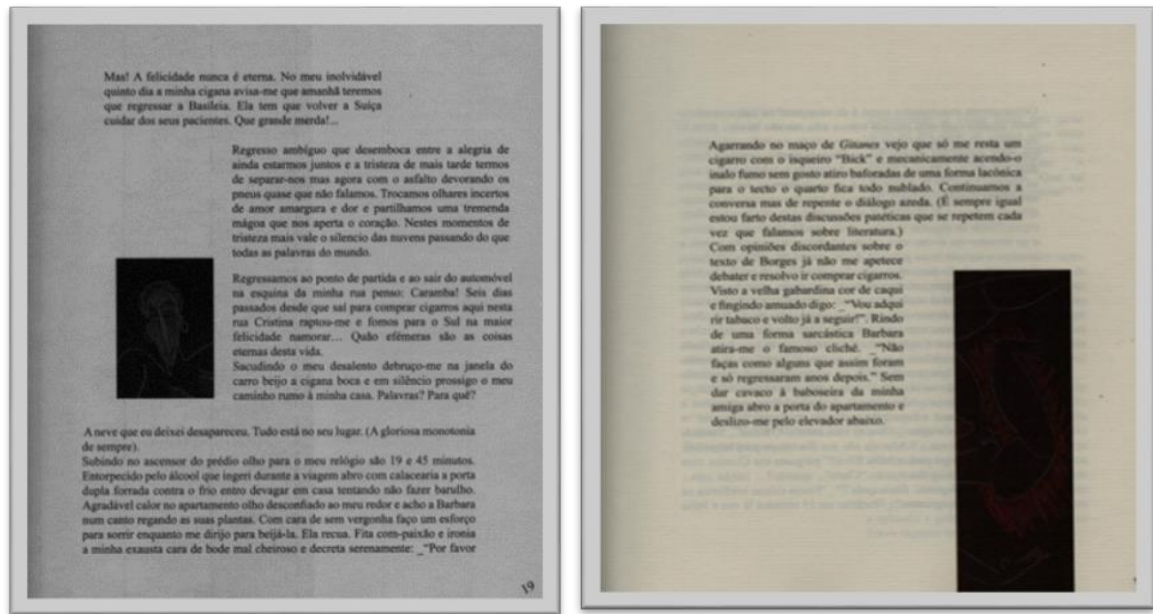 Mas! A felicidade nunca é eterna. No meu inolvidável
quinto dia a minha cigana avisa-me que amanhã teremos
que regressar a Basileia. Ela tem que volver a Suiça
cuidar dos seus pacientes. Que grande merda!...
Regresso ambíguo que desemboca entre a alegria de
ainda estarmos juntos e a tristeza de mais tarde termos
de separar-nos mas agora com o asfalto devorando os
pneus quase que não falamos. Trocamos olhares incertos
de amor amargura e dor e partilhamos uma tremenda
mágoa que nos aperta o coração. Nestes momentos de
tristeza mais vale o silencio das nuvens passando do que
todas as palavras do mundo.
Regressamos ao ponto de partida e ao sair do automóvel
na esquina da minha rua penso: Caramba! Seis dias
passados desde que saí para comprar cigarros aqui nesta
rua Cristina raptou-me e fomos para o Sul na maior
felicidade namorar... Quão efémeras são as coisas
eternas desta vida.
Sacudindo o meu desalento debruço-me na janela do
carro beijo a cigana boca e em silêncio prossigo o meu
caminho rumo à minha casa. Palavras? Para quê?
A neve que eu deixei desapareceu. Tudo está no seu lugar. (A gloriosa monotonia
de sempre).
Subindo no ascensor do prédio olho para o meu relógio são 19 e 45 minutos.
Entorpecido pelo álcool que ingeri durante a viagem abro com calacearia a porta
dupla forrada contra o frio entro devagar em casa tentando não fazer barulho.
Agradável calor no apartamento olho desconfiado ao meu redor e acho a Barbara
num canto regando as suas plantas. Com cara de sem vergonha faço um esforço
para sorrir enquanto me dirijo para beijá-la. Ela recua. Fita com-paixão e ironia
a minha exausta cara de bode mal cheiroso e decreta serenamente: _"Por favor
19
Agarrando no maço de Gitanes vejo que só me resta um
cigarro com o isqueiro "Bick" e mecanicamente acendo-o
inalo fumo sem gosto atiro baforadas de uma forma lacónica
para o tecto o quarto fica todo nublado. Continuamos a
conversa mas de repente o diálogo azeda. (É sempre igual
estou farto destas discussões patéticas que se repetem cada
vez que falamos sobre literatura.)
Com opiniões discordantes sobre o
texto de Borges já não me apetece
debater e resolvo ir comprar cigarros.
Visto a velha gabardina cor de caqui
e fingindo amuado digo: _"Vou adqui
rir tabaco e volto já a seguir!". Rindo
de uma forma sarcástica Barbara
atira-me o famoso cliché. _"Não
faças como alguns que assim foram
e só regressaram anos depois." Sem
dar cavaco à baboseira da minha
amiga abro a porta do apartamento e
deslizo-me pelo elevador abaixo.